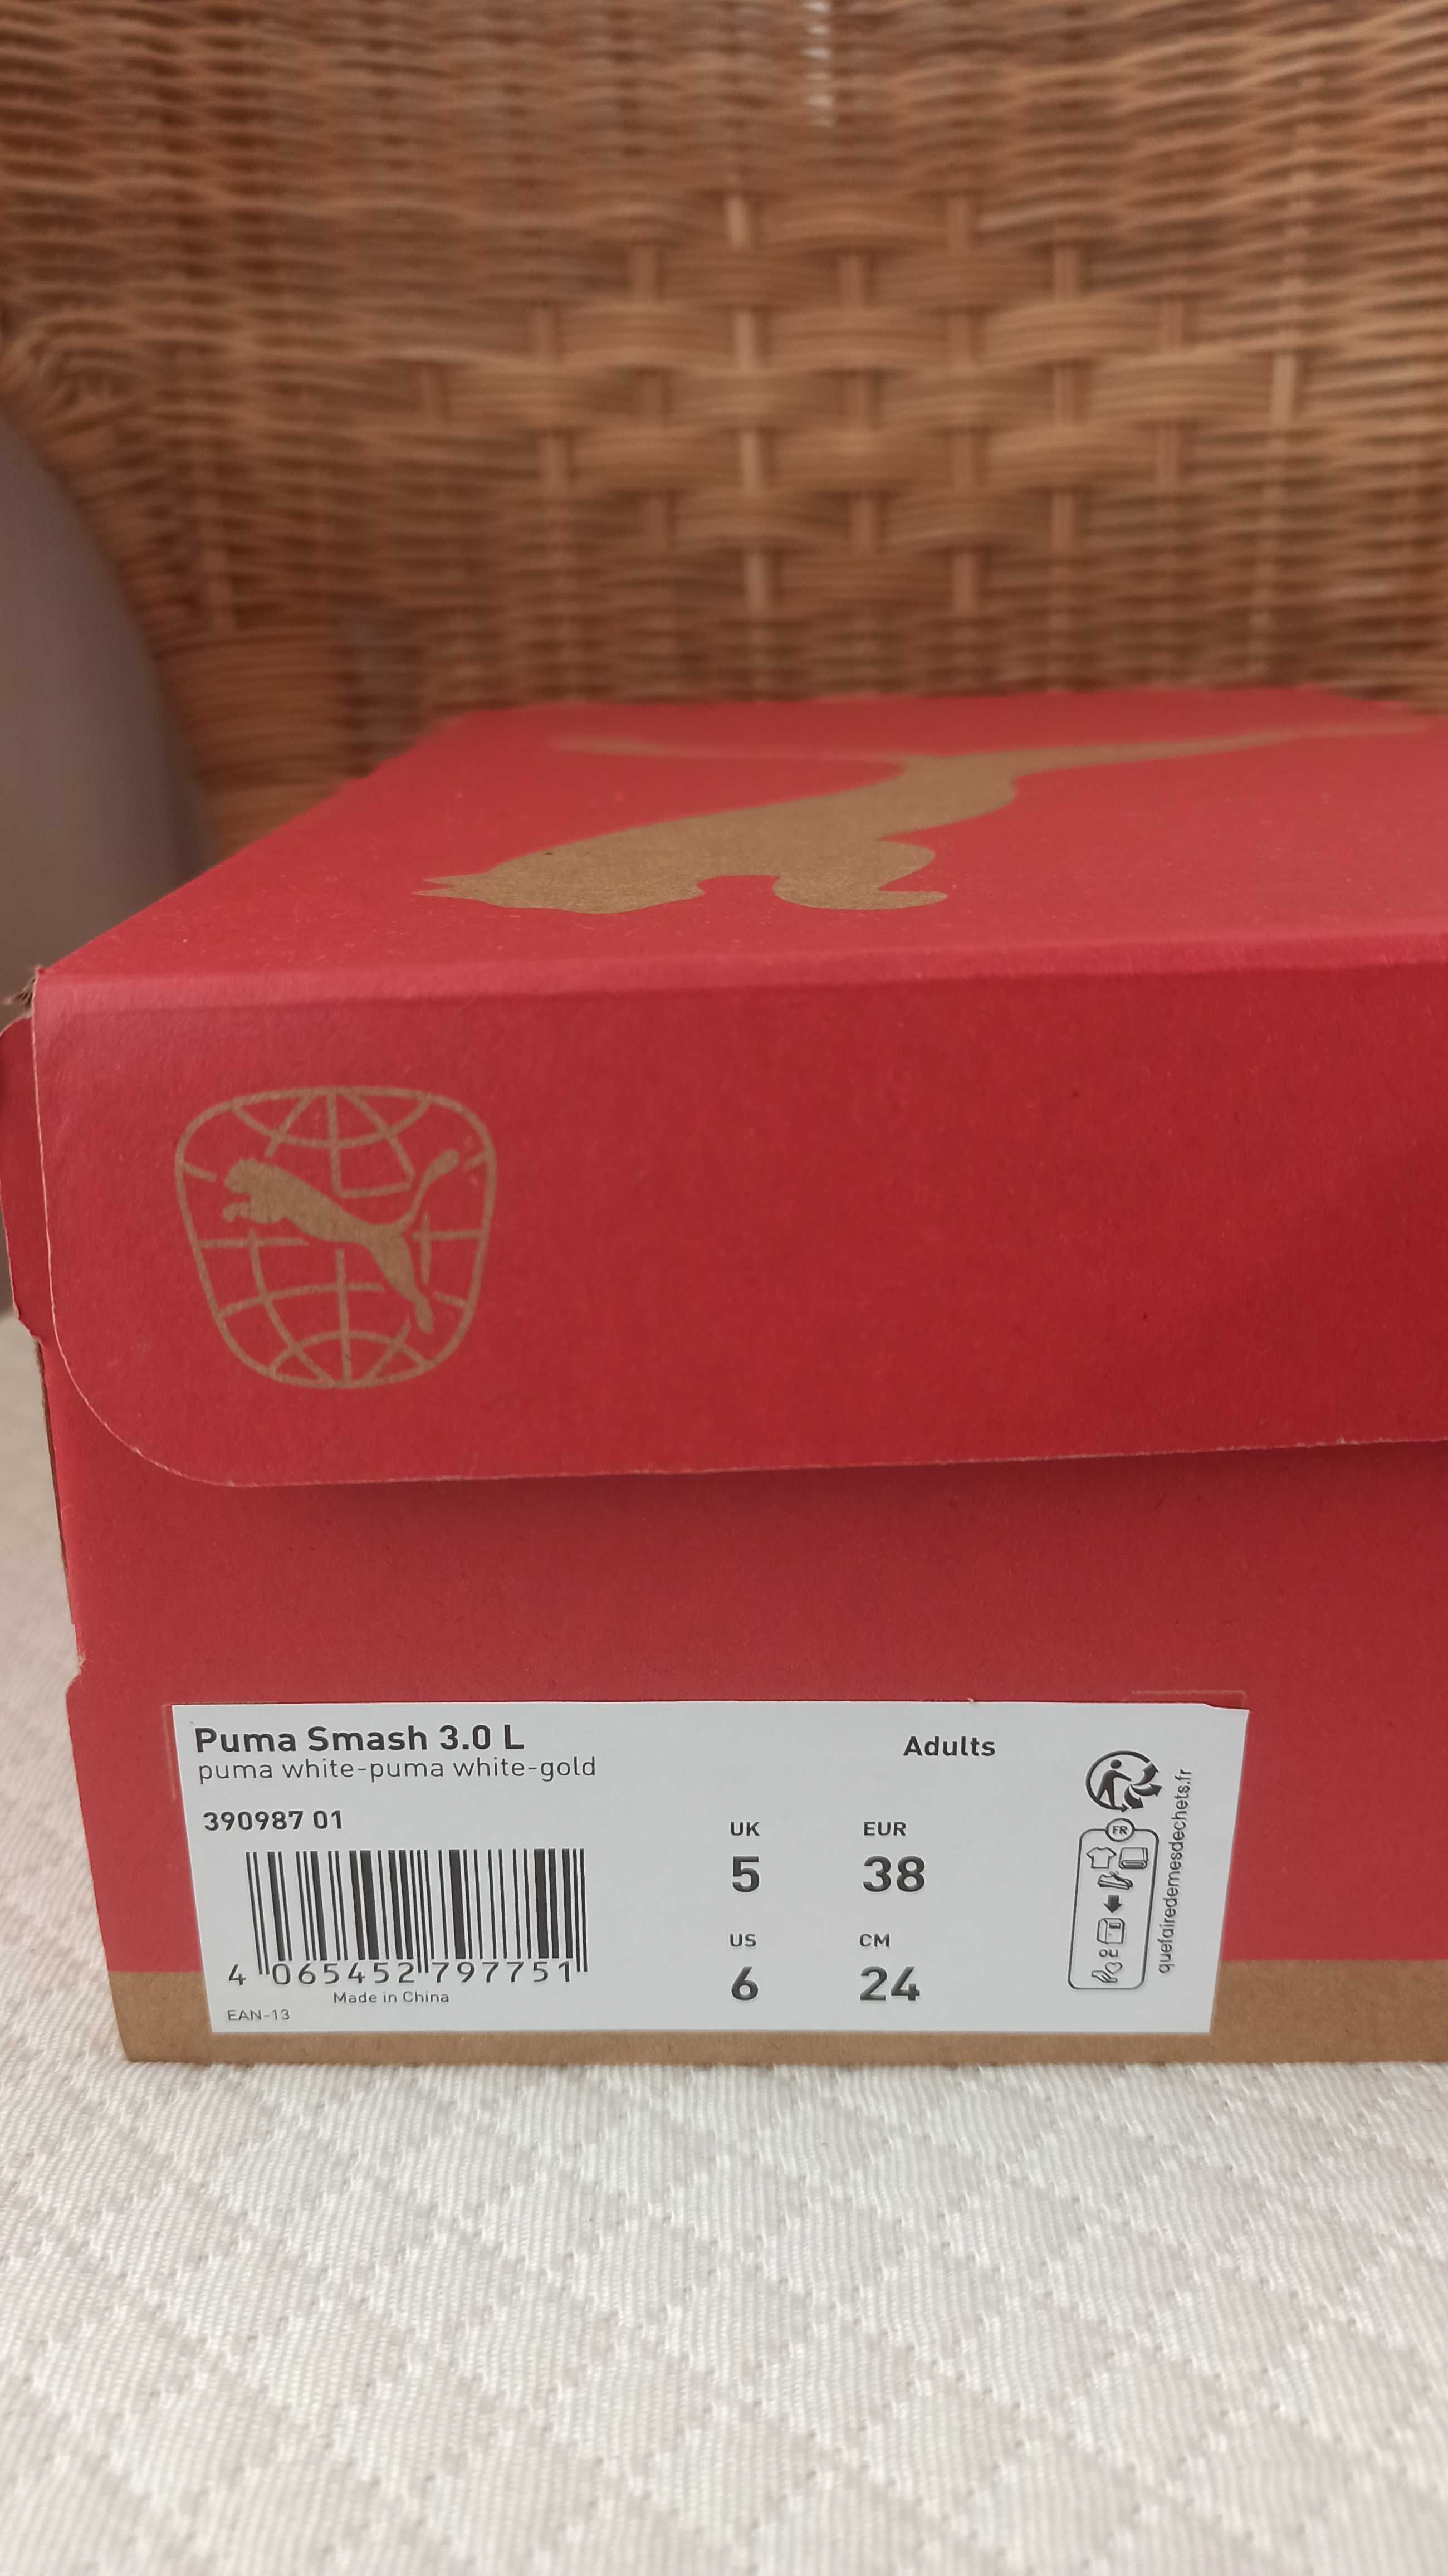 Puma Smash 3.0 L
puma white-puma white-gold
Adults
390987 01
UK
EUR
5
38
US
CM
6
24
4 065452 797751
Made in China
EAN-13
FR
quefairedemesdechets.fr